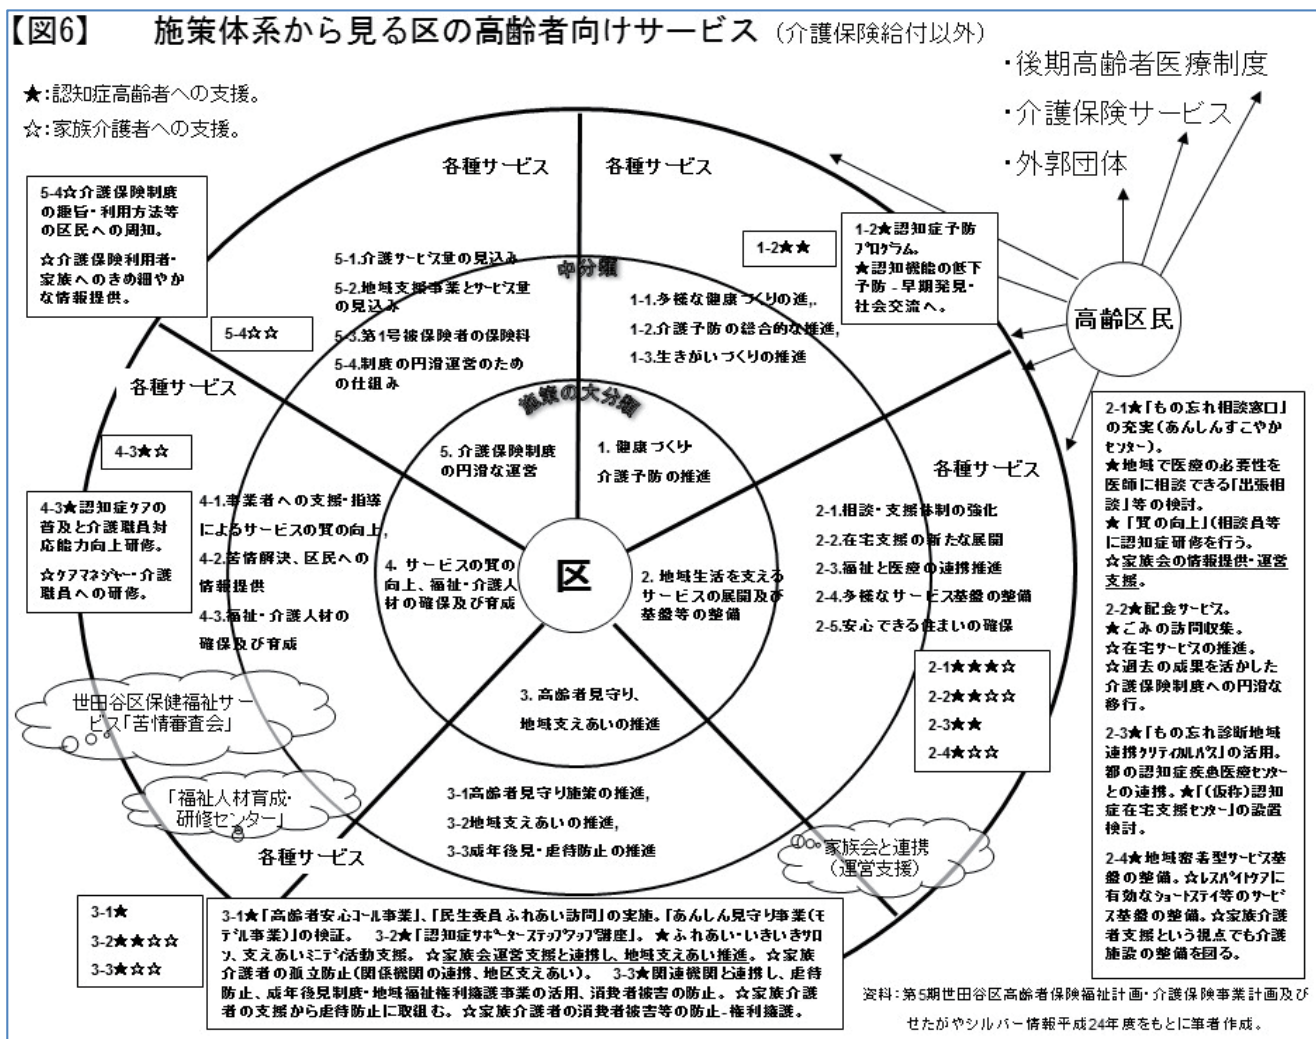 【図6】 施策体系から見る区の高齢者向けサービス（介護保険給付以外）
★:認知症高齢者への支援。
☆:家族介護者への支援。
・後期高齢者医療制度
・介護保険サービス
・外郭団体
高齢区民
各種サービス
各種サービス
5-4☆介護保険制度
の趣旨・利用方法等
の区民への周知。
☆介護保険利用者・
家族へのきめ細やか
な情報提供。
5-4☆☆
5-1.介護サービス量の見込み
5-2.地域支援事業とサービス量
の見込み
5-3.第1号被保険者の保険料
5-4.制度の円滑運営のため
の仕組み
中分類
1-2★★
1-2★認知症予防
プログラム。
★認知機能の低下
予防-早期発見・
社会交流へ。
1-1.多様な健康づくりの進,.
1-2.介護予防の総合的な推進,
1-3.生きがいづくりの推進
施策の大分類
5. 介護保険制度
の円滑な運営
1. 健康づくり
介護予防の推進
各種サービス
4-3★☆
4-3★認知症ケアの
普及と介護職員対
応能力向上研修。
☆ケアマネジャー・介護
職員への研修。
4-1.事業者への支援・指導
によるサービスの質の向上,
4-2.苦情解決、区民への
情報提供
4-3.福祉・介護人材の
確保及び育成
4. サービスの質の
向上、福祉・介護人
材の確保及び育成
区
2. 地域生活を支える
サービスの展開及び
基盤等の整備
各種サービス
2-1.相談・支援体制の強化
2-2.在宅支援の新たな展開
2-3.福祉と医療の連携推進
2-4.多様なサービス基盤の整備
2-5.安心できる住まいの確保
2-1★★★☆
2-2★★☆☆
2-3★★
2-4★☆☆
2-1★「もの忘れ相談窓口」
の充実(あんしんすこやか
センター)。
★地域で医療の必要性を
医師に相談できる「出張相
談」等の検討。
★「質の向上」(相談員等
に認知症研修を行う。
☆家族会の情報提供・運営
支援。
2-2★配食サービス。
★ごみの訪問収集。
☆在宅サービスの推進。
☆過去の成果を活かした
介護保険制度への円滑な
移行。
2-3★「もの忘れ診断地域
連携クリティカルパス」の活用。
都の認知症疾患医療センター
との連携。★「(仮称)認知
症在宅支援センター」の設置
検討。
2-4★地域密着型サービス基
盤の整備。☆レスパイトケアに
有効なショートステイ等のサービ
ス基盤の整備。☆家族介護
者支援という視点でも介護
施設の整備を図る。
3. 高齢者見守り、
地域支えあいの推進
3-1高齢者見守り施策の推進,
3-2地域支えあいの推進,
3-3成年後見・虐待防止の推進
世田谷区保健福祉サー
ビス「苦情審査会」
「福祉人材育成・
研修センター」
各種サービス
家族会と連携
(運営支援)
3-1★
3-2★★☆☆
3-3★☆☆
3-1★「高齢者安心コール事業」、「民生委員ふれあい訪問」の実施。「あんしん見守り事業(モ
デル事業)」の検証。 3-2★「認知症サポーターステップアップ講座」。★ふれあい・いきいきサロ
ン、支えあいミニデイ活動支援。☆家族会運営支援と連携し、地域支えあい推進。☆家族
介護者の孤立防止(関係機関の連携、地区支えあい)。 3-3★関連機関と連携し、虐待
防止、成年後見制度・地域福祉権利擁護事業の活用、消費者被害の防止。☆家族介護
者の支援から虐待防止に取組む。☆家族介護者の消費者被害等の防止-権利擁護。
資料：第5期世田谷区高齢者保険福祉計画・介護保険事業計画及び
せたがやシルバー情報平成24年度をもとに筆者作成。